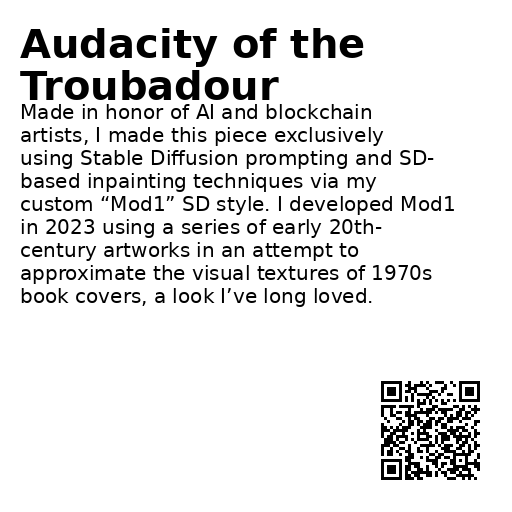 Audacity of the
Troubadour
Made in honor of AI and blockchain
artists, I made this piece exclusively
using Stable Diffusion prompting and SD-
based inpainting techniques via my
custom “Mod1” SD style. I developed Mod1
in 2023 using a series of early 20th-
century artworks in an attempt to
approximate the visual textures of 1970s
book covers, a look I’ve long loved.